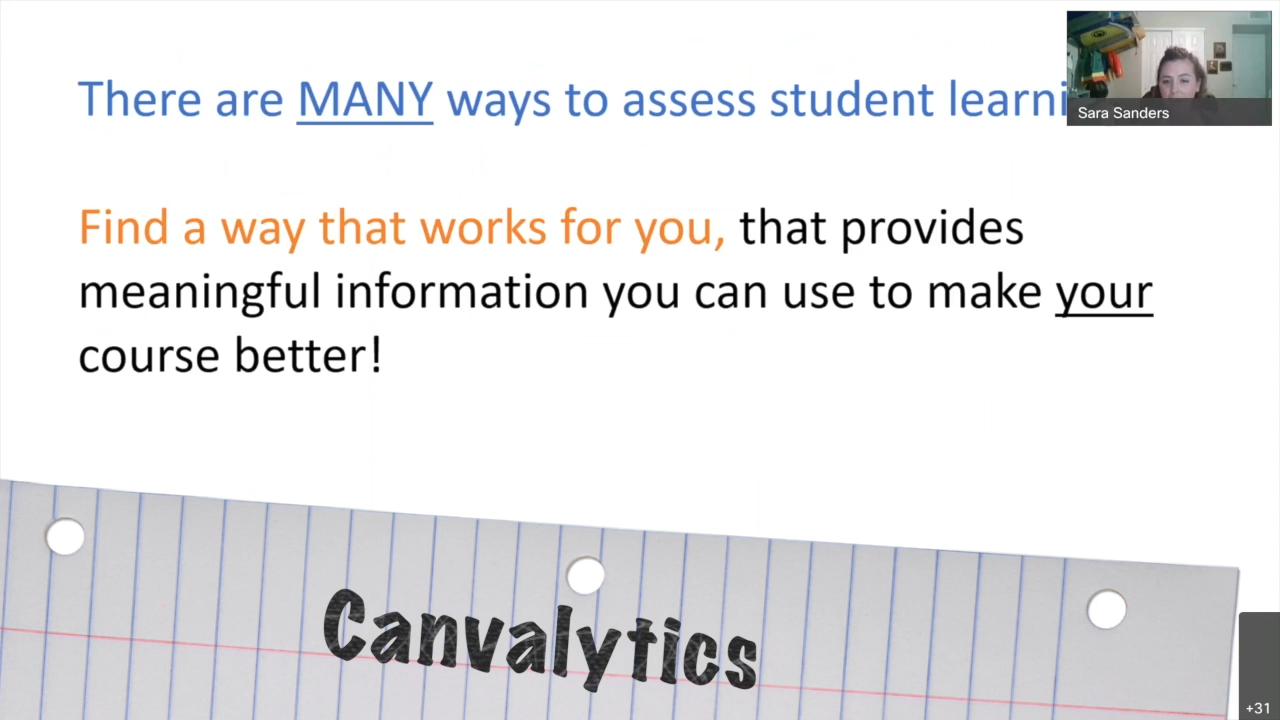 There are MANY ways to assess student learni
Sara Sanders
Find a way that works for you, that provides
meaningful information you can use to make your
course better!
Canvalytics
+31